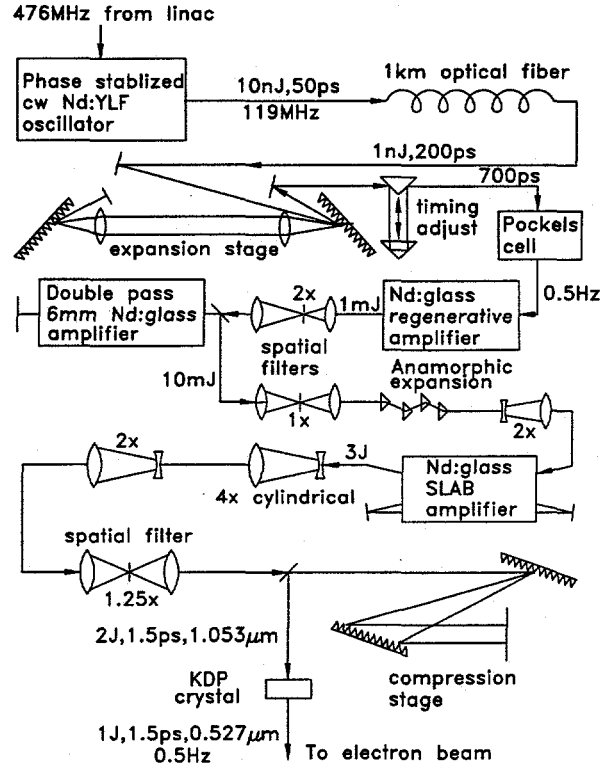 476MHz from linac
Phase stablized
cw Nd:YLF
oscillator
10nJ,50ps
119MHz
1km optical fiber
1nJ,200ps
700ps
timing
adjust
Pockels
cell
expansion stage
0.5Hz
Double pass
6mm Nd:glass
amplifier
2x
1mJ
Nd:glass
regenerative
amplifier
spatial
filters
10mJ
1x
Anamorphic
expansion
2x
2x
4x cylindrical
3J
Nd:glass
SLAB
amplifier
spatial filter
1.25x
2J,1.5ps,1.053μm
KDP
crystal
compression
stage
1J,1.5ps,0.527μm
0.5Hz
To electron beam